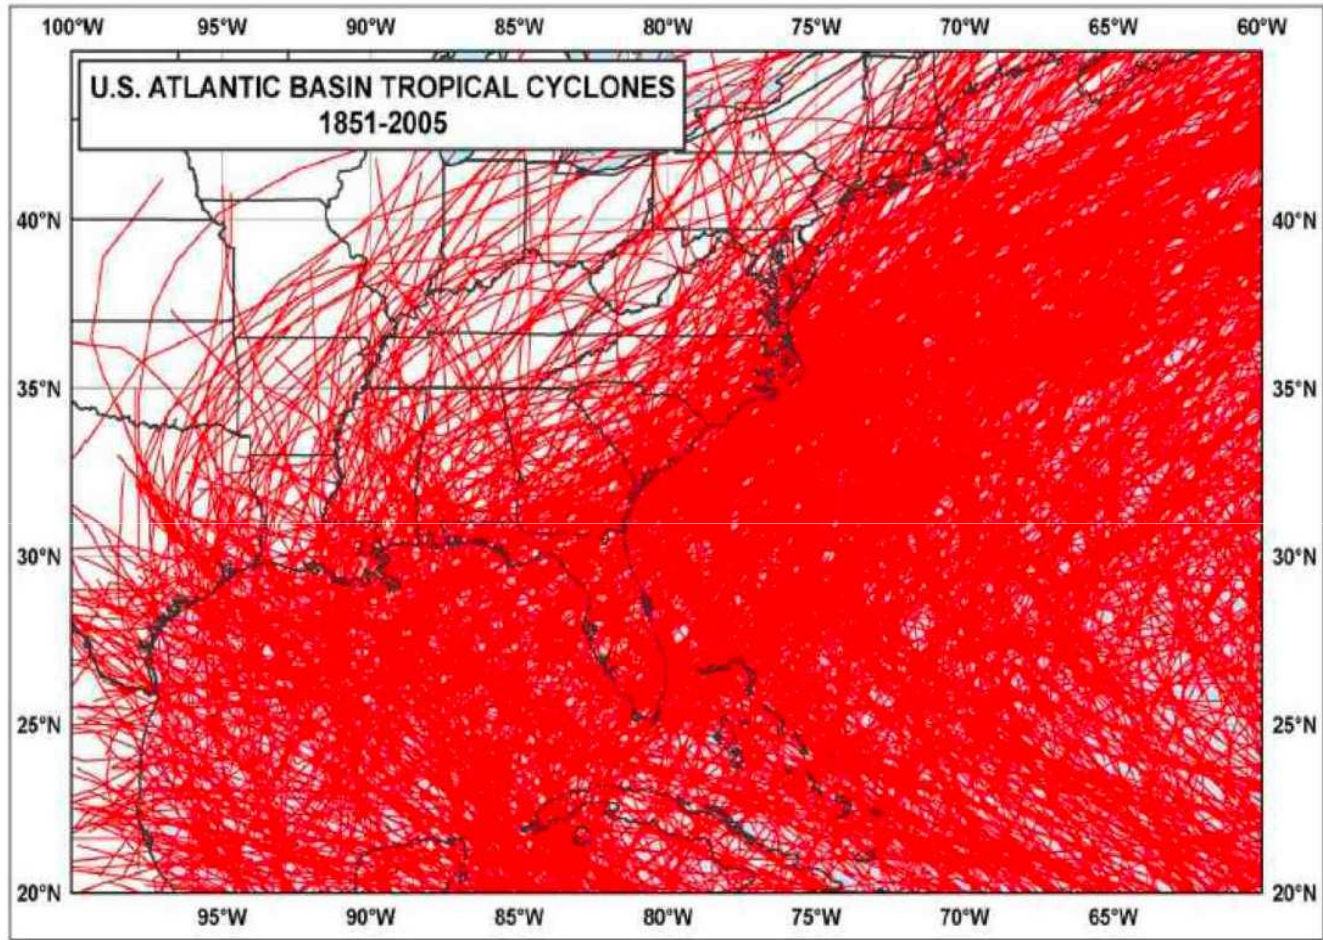 100°W 95°W 90°W 85°W 80°W 75°W 70°W 65°W 60°W
U.S. ATLANTIC BASIN TROPICAL CYCLONES
1851-2005
40°N 40°N
35°N 35°N
30°N 30°N
25°N 25°N
20°N 20°N
95°W 90°W 85°W 80°W 75°W 70°W 65°W